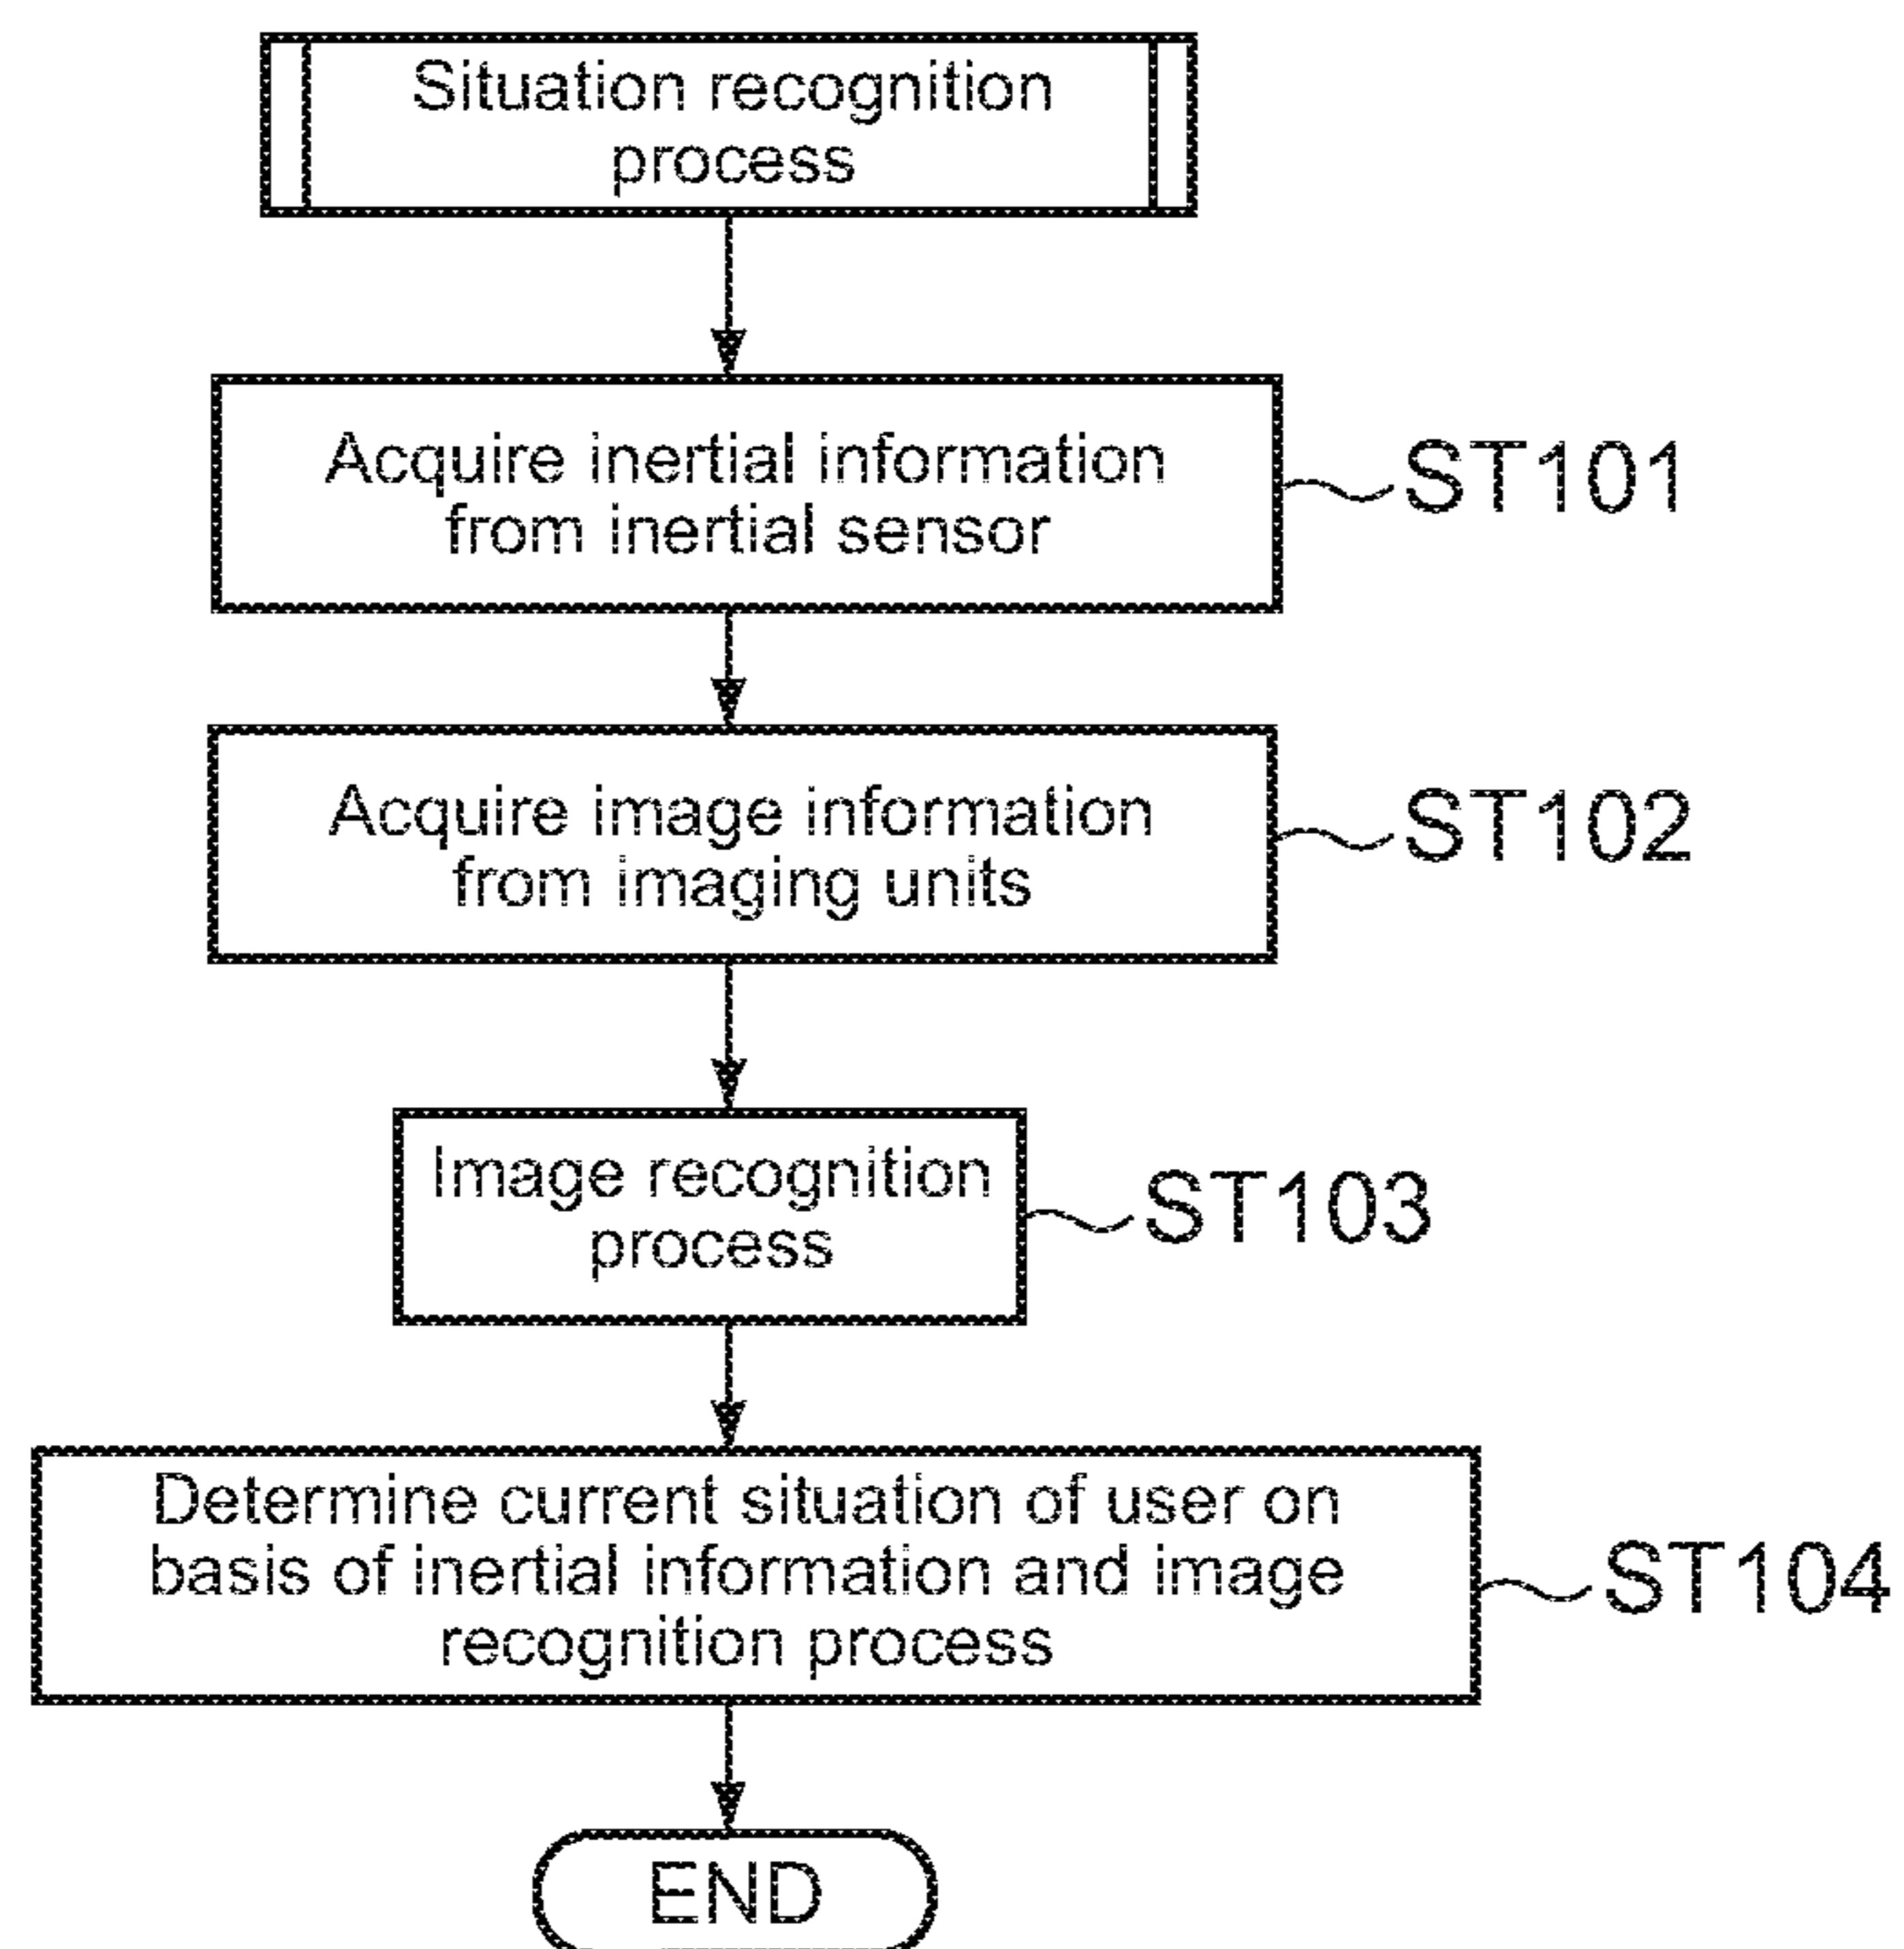 Situation recognition
process
Acquire inertial information
from inertial sensor
ST101
Acquire image information
from imaging units
ST102
Image recognition
process
ST103
Determine current situation of user on
basis of inertial information and image
recognition process
ST104
END